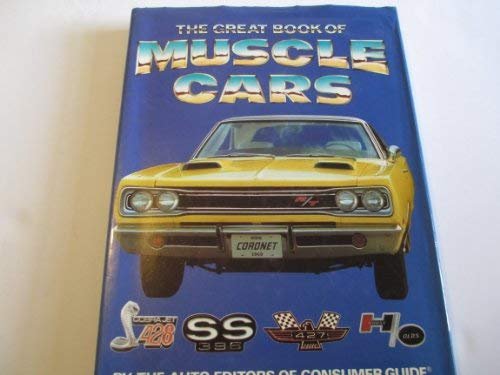 THE GREAT BOOK OF
MUSCLE
CARS
R/T
CORONET
1969
COBRA JET
428
SS
396
427
H/O
OLDS
BY THE AUTO EDITORS OF CONSUMER GUIDE®